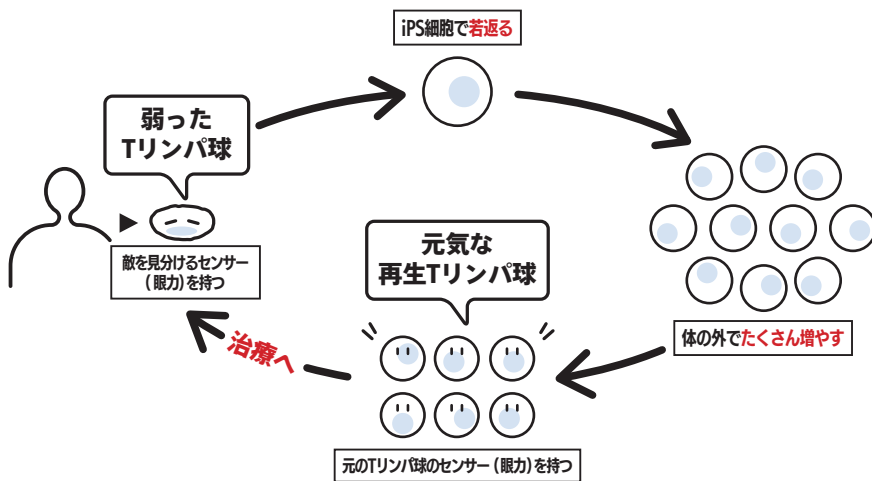 iPS細胞で若返る
弱った
Tリンパ球
敵を見分けるセンサー
(眼力)を持つ
体の外でたくさん増やす
元気な
再生Tリンパ球
元のTリンパ球のセンサー(眼力)を持つ
治療へ